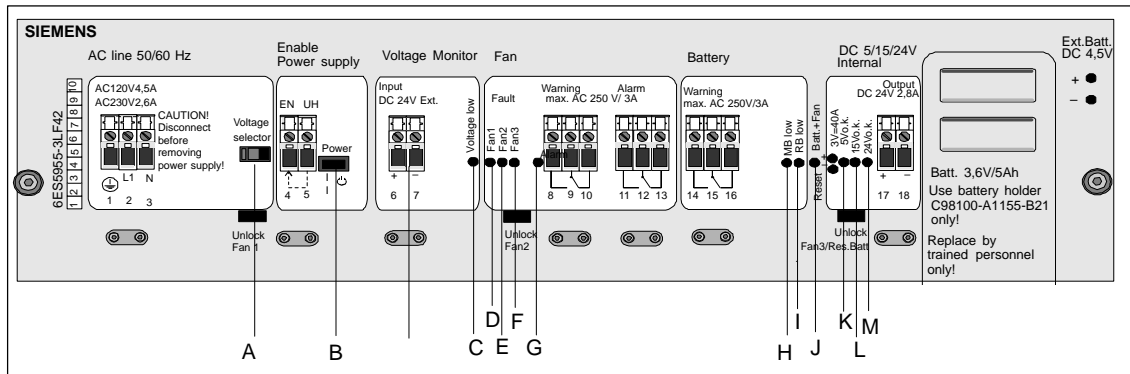 SIEMENS
6ES5955-3LF42
1 2 3 4 5 6 7 8 9 0
AC line 50/60 Hz
AC120V4,5A
AC230V2,6A
CAUTION!
Disconnect
before
removing
power supply!
L1 N
1 2 3
Voltage
selector
Unlock
Fan 1
Enable
Power supply
EN UH
4 5
Power
I
Voltage Monitor
Input
DC 24V Ext.
+ −
6 7
Voltage low
Fan
Fault
Fan1
Fan2
Fan3
Warning Alarm
max. AC 250 V/ 3A
Alarm
8 9 10
11 12 13
Unlock
Fan2
Battery
Warning
max. AC 250V/3A
14 15 16
MB low
RB low
Batt.+Fan
DC 5/15/24V
Internal
Output
DC 24V 2,8A
3V=40A
+
−
Reset
5Vo.k.
15Vo.k.
24Vo.k.
+ −
17 18
Unlock
Fan3/Res.Batt
Batt. 3,6V/5Ah
Use battery holder
C98100-A1155-B21
only!
Replace by
trained personnel
only!
Ext.Batt.
DC 4,5V
+
−
A
B
C
D
E
F
G
H
I
J
K
L
M